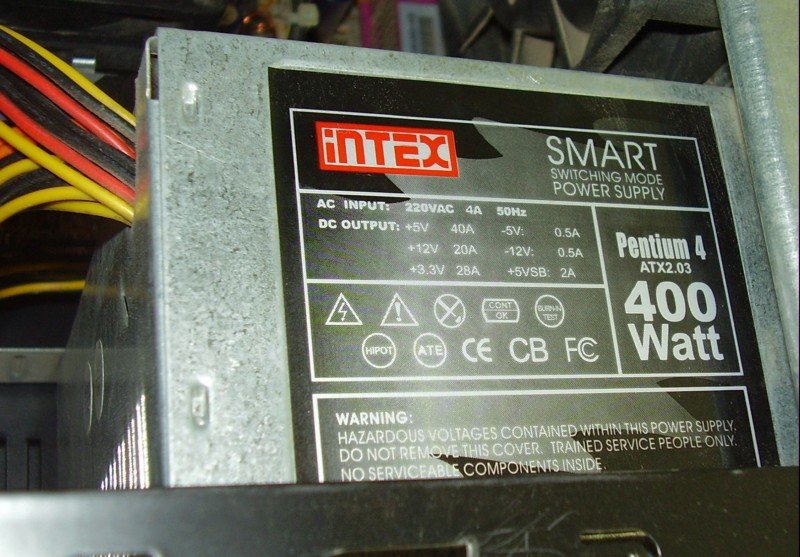 iNTEX
SMART
SWITCHING MODE
POWER SUPPLY
AC INPUT: 220VAC 4A 50Hz
DC OUTPUT: +5V 40A -5V: 0.5A
+12V 20A -12V: 0.5A
+3.3V 28A +5VSB: 2A
Pentium 4
ATX2.03
400
Watt
CONT
OK
BURN-IN
TEST
HIPOT
ATE
CE
CB
FC
WARNING:
HAZARDOUS VOLTAGES CONTAINED WITHIN THIS POWER SUPPLY.
DO NOT REMOVE THIS COVER. TRAINED SERVICE PEOPLE ONLY.
NO SERVICEABLE COMPONENTS INSIDE.